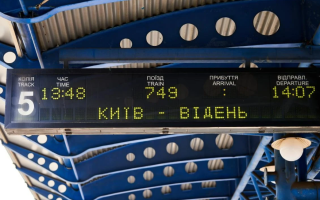 КОЛІЯ ЧАС ПОЇЗД ПРИБУТТЯ ВІДПРАВЛ.
TRACK TIME TRAIN ARRIVAL DEPARTURE
5 13:48 749 : 14:07
КИЇВ - ВІДЕНЬ